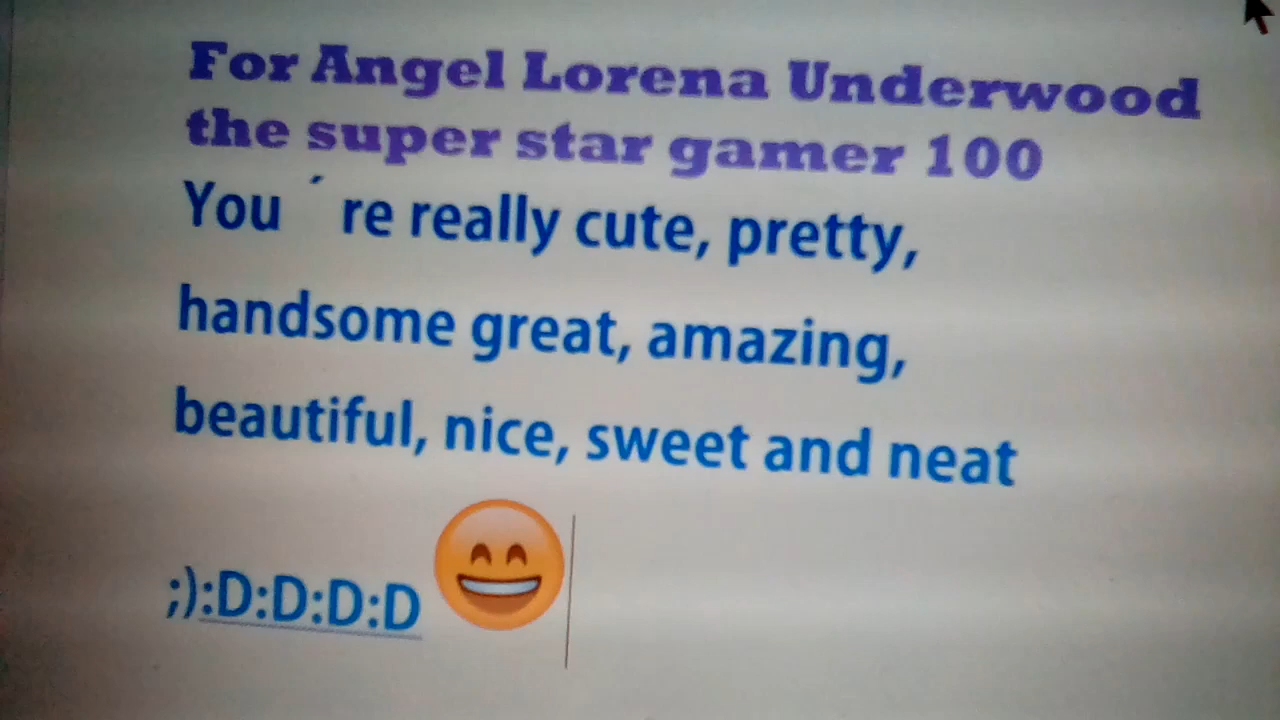 For Angel Lorena Underwood
the super star gamer 100
You ´ re really cute, pretty,
handsome great, amazing,
beautiful, nice, sweet and neat
;):D:D:D:D 😄